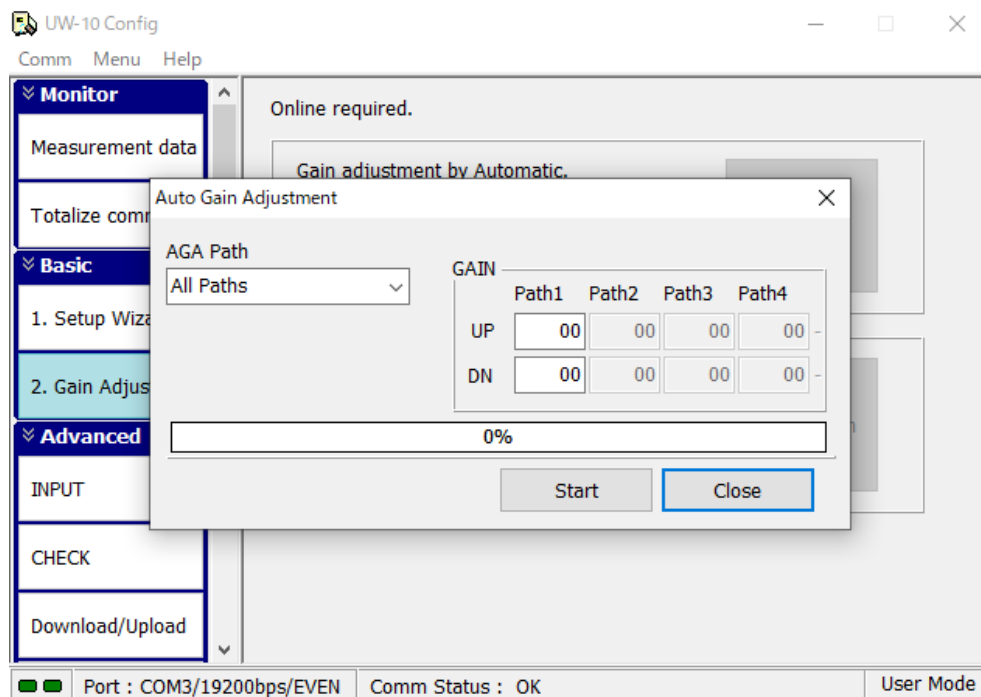 UW-10 Config
Comm Menu Help
Monitor
Measurement data
Totalize com
Basic
1. Setup Wiza
2. Gain Adjus
Advanced
INPUT
CHECK
Download/Upload
Online required.
Gain adjustment by Automatic.
Auto Gain Adjustment
AGA Path
All Paths
GAIN
Path1 Path2 Path3 Path4
UP 00 00 00 00 -
DN 00 00 00 00 -
0%
Start Close
Port : COM3/19200bps/EVEN Comm Status : OK User Mode